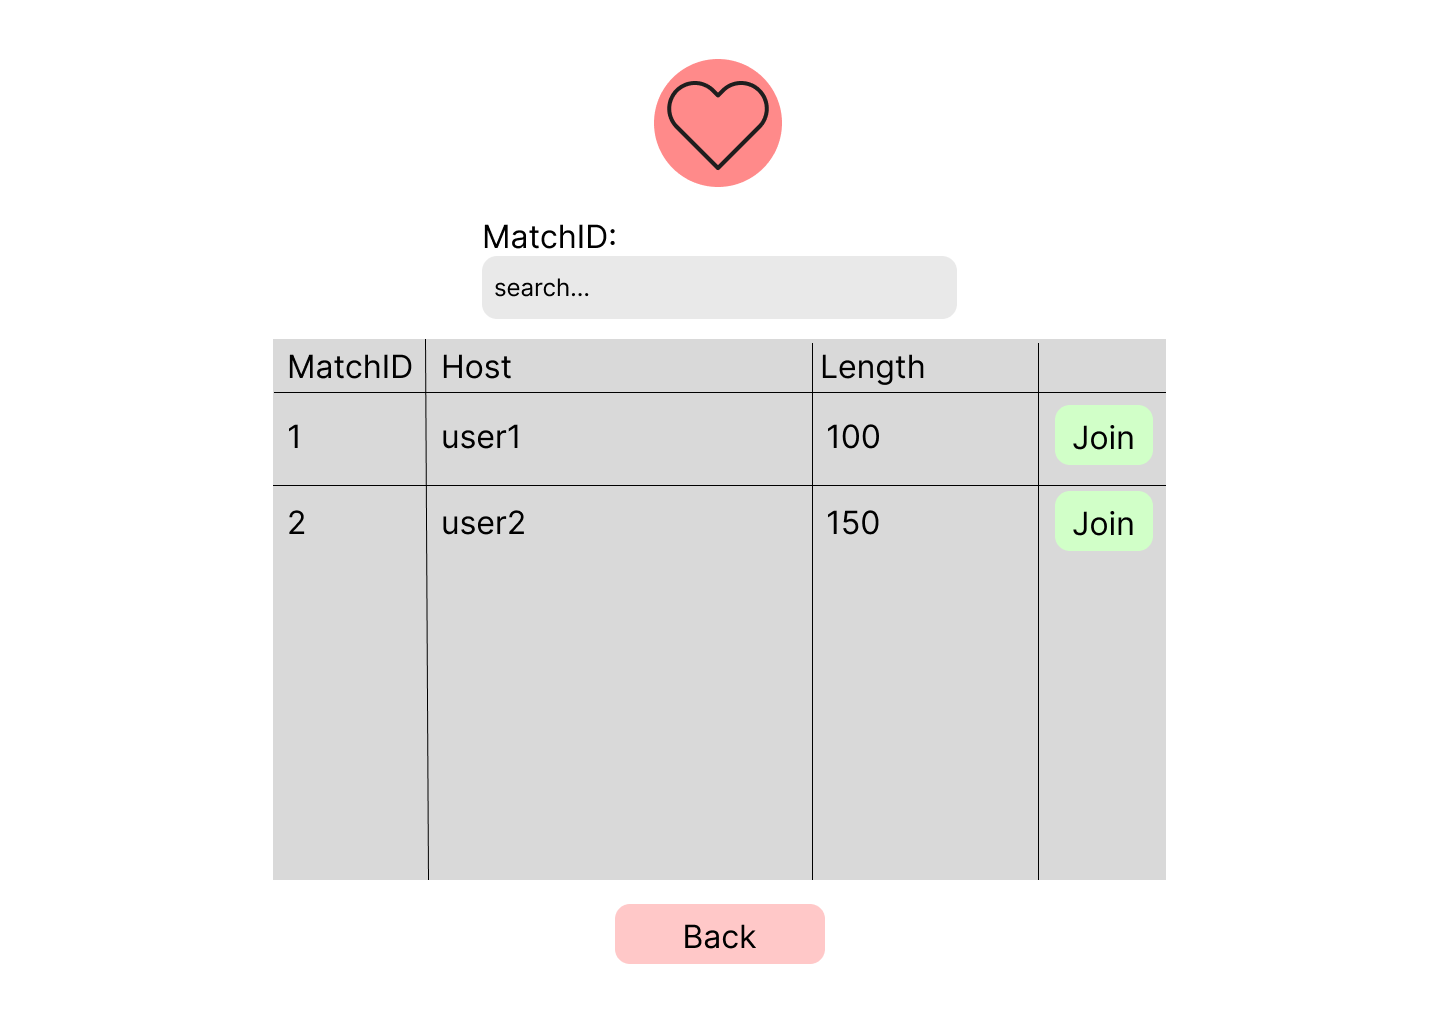 MatchID:
search...
MatchID Host Length
1 user1 100 Join
2 user2 150 Join
Back